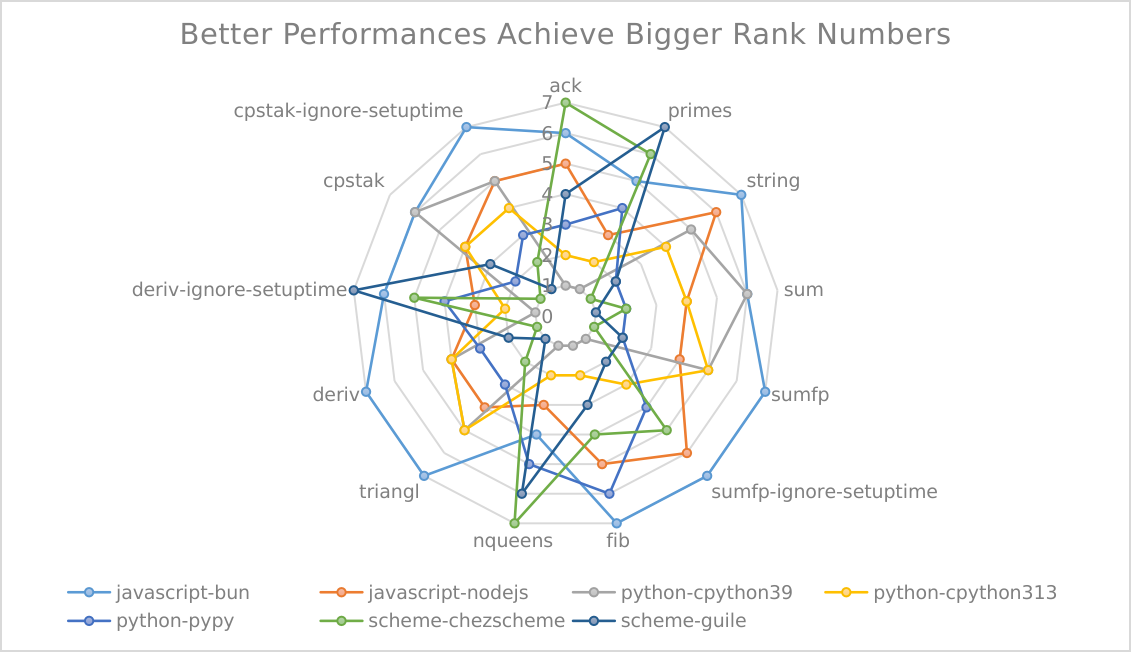 Better Performances Achieve Bigger Rank Numbers
ack
7
cpstak-ignore-setuptime
primes
6
5
cpstak
string
4
3
2
1
deriv-ignore-setuptime
sum
0
deriv
sumfp
triangl
sumfp-ignore-setuptime
nqueens
fib
javascript-bun
javascript-nodejs
python-cpython39
python-cpython313
python-pypy
scheme-chezscheme
scheme-guile